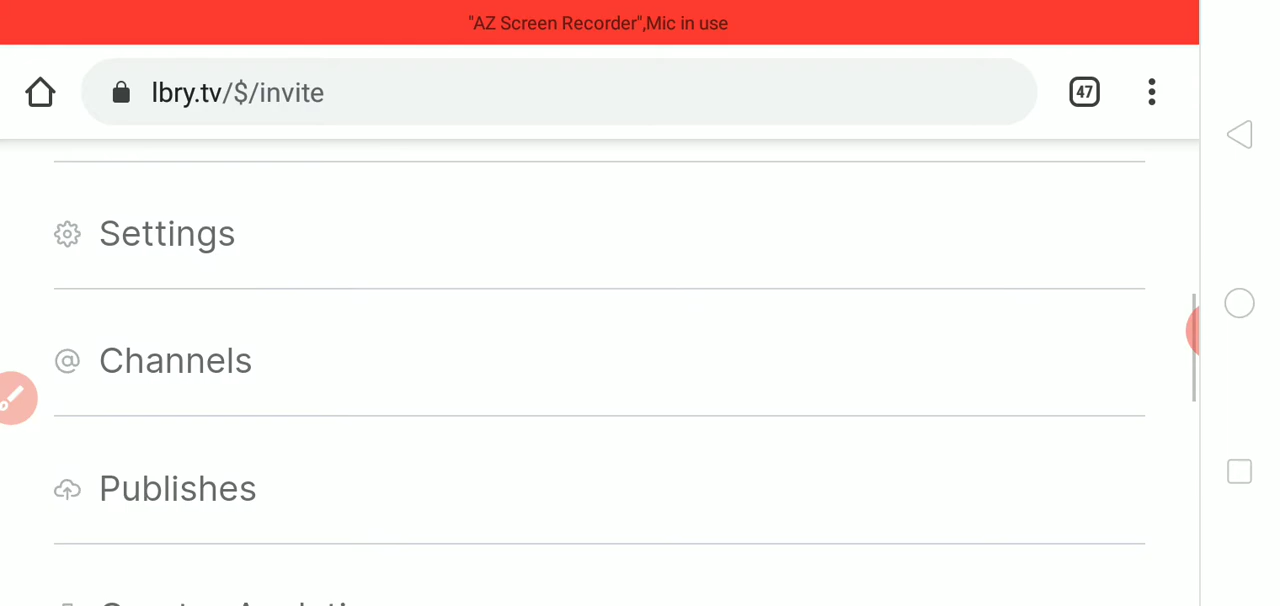 "AZ Screen Recorder",Mic in use
lbry.tv/$/invite
47
Settings
Channels
Publishes